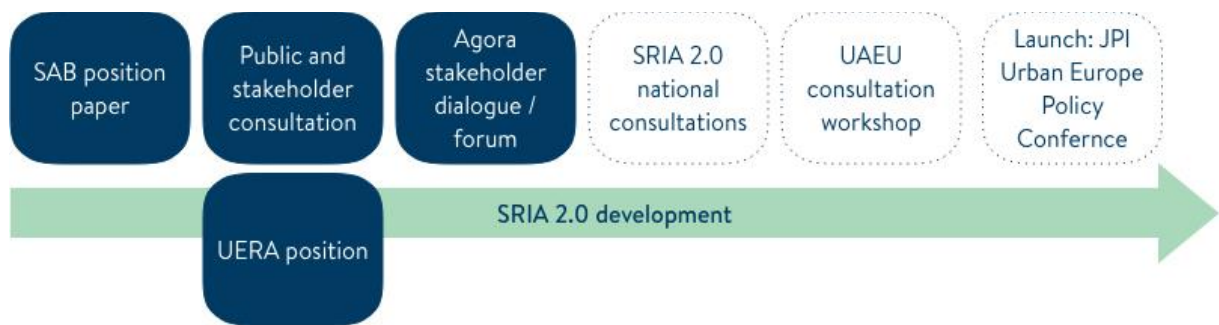 SAB position
paper
Public and
stakeholder
consultation
Agora
stakeholder
dialogue /
forum
SRIA 2.0
national
consultations
UAEU
consultation
workshop
Launch: JPI
Urban Europe
Policy
Confernce
SRIA 2.0 development
UERA position